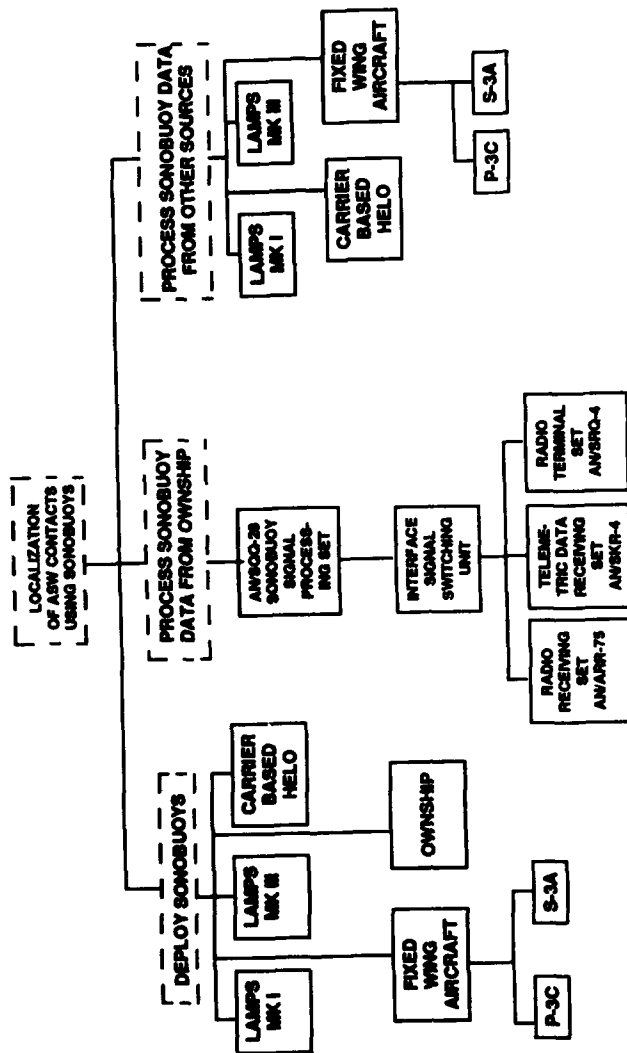 LOCALIZATION
OF ASW CONTACTS
USING SONOBUOYS
DEPLOY SONOBUOYS
LAMPS
MK I
LAMPS
MK III
CARRIER
BASED
HELO
FIXED
WING
AIRCRAFT
OWNSHIP
P-3C
S-3A
PROCESS SONOBUOY
DATA FROM OWNSHIP
AN/SQQ-28
SONOBUOY
SIGNAL
PROCESS-
ING SET
INTERFACE
SIGNAL
SWITCHING
UNIT
RADIO
RECEIVING
SET
AN/ARR-75
TELEME-
TRIC DATA
RECEIVING
SET
AN/SKR-4
RADIO
TERMINAL
SET
AN/SRQ-4
PROCESS SONOBUOY DATA
FROM OTHER SOURCES
LAMPS
MK I
LAMPS
MK III
CARRIER
BASED
HELO
FIXED
WING
AIRCRAFT
P-3C
S-3A